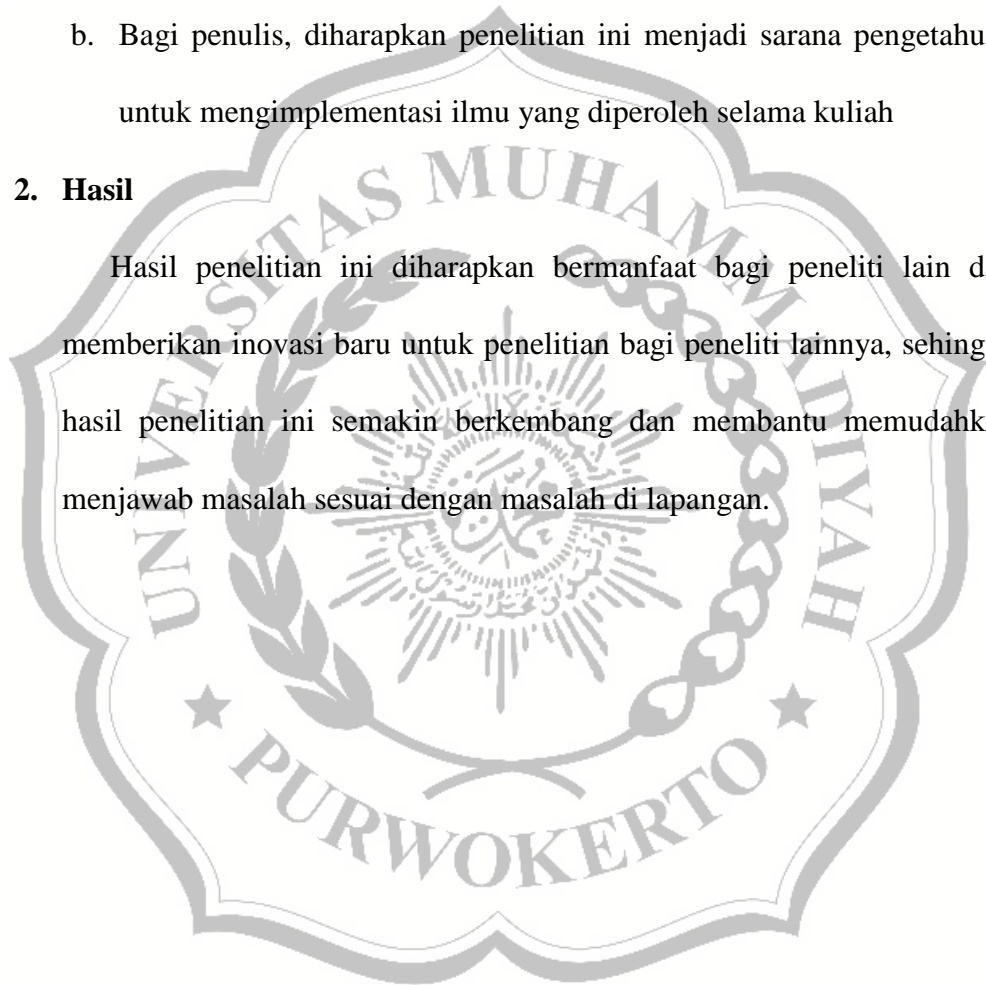 b. Bagi penulis, diharapkan penelitian ini menjadi sarana pengetahu
untuk mengimplementasi ilmu yang diperoleh selama kuliah
2. Hasil
Hasil penelitian ini diharapkan bermanfaat bagi peneliti lain d
memberikan inovasi baru untuk penelitian bagi peneliti lainnya, sehing
hasil penelitian ini semakin berkembang dan membantu memudahk
menjawab masalah sesuai dengan masalah di lapangan.
UNIVERSITAS MUHAMMADIYAH
PURWOKERTO